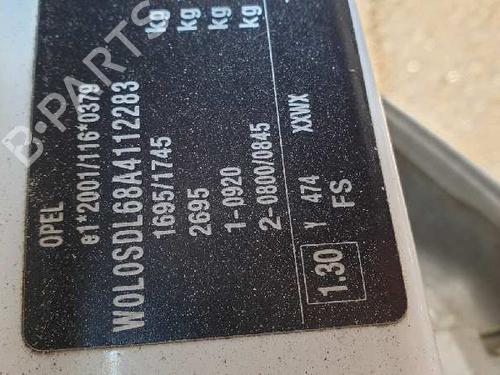 OPEL
e1*2001/116*0379
W0L0SDL68A4112283
1695/1745 kg
2695 kg
1-0920 kg
2-0800/0845 kg
Y 474 XXWX
1.30 FS
B-PARTS